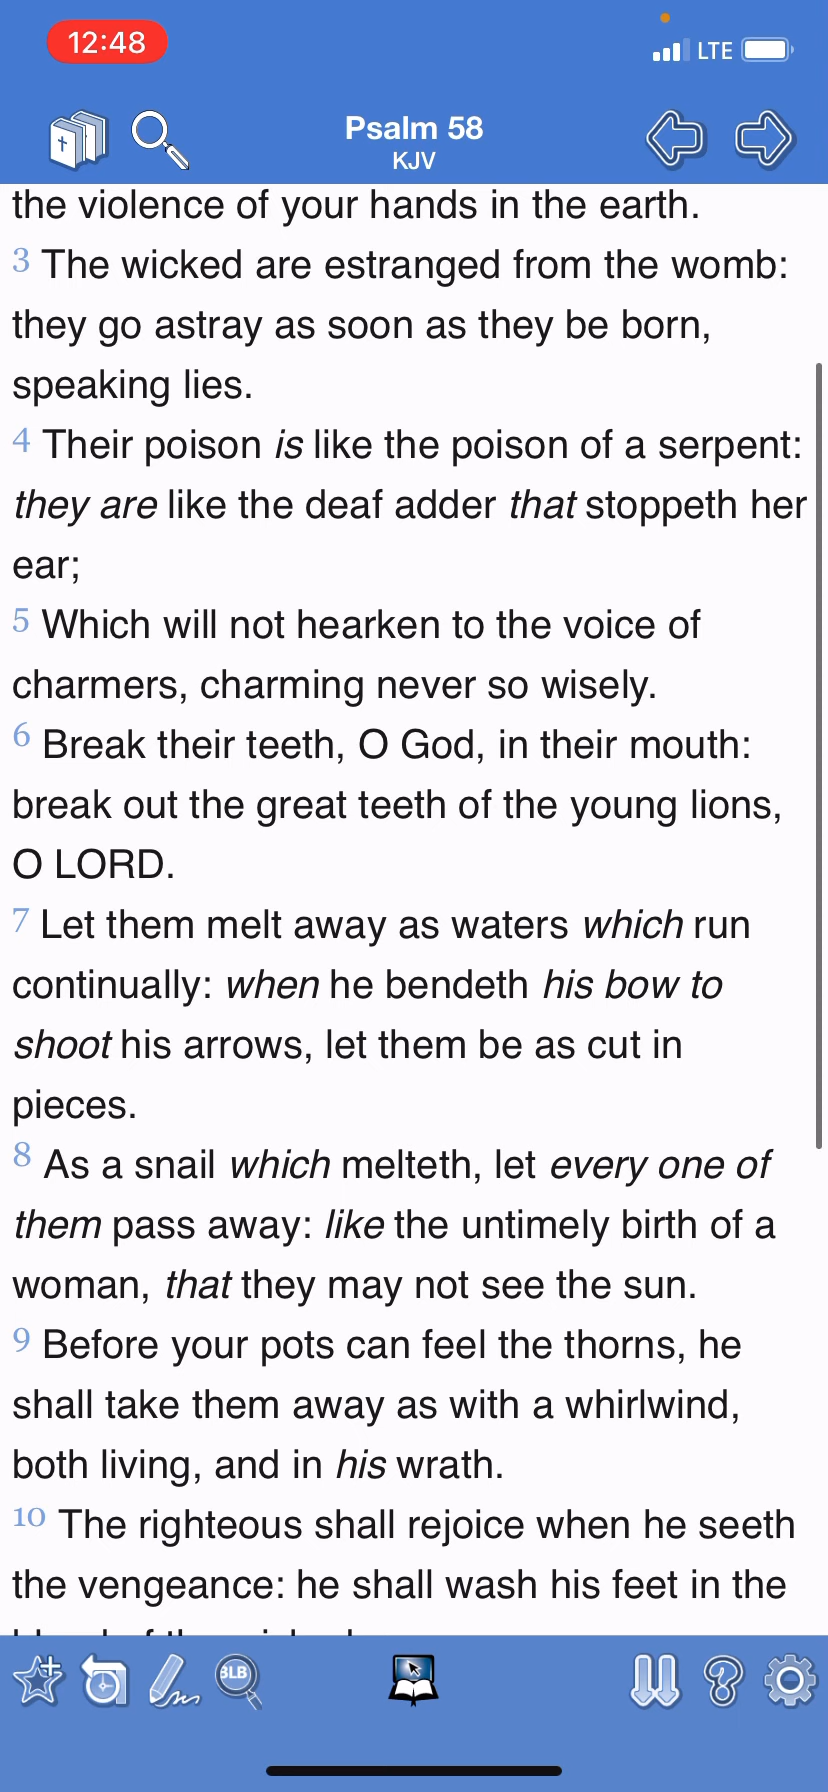 12:48
LTE
Psalm 58
KJV
the violence of your hands in the earth.
3 The wicked are estranged from the womb:
they go astray as soon as they be born,
speaking lies.
4 Their poison is like the poison of a serpent:
they are like the deaf adder that stoppeth her
ear;
5 Which will not hearken to the voice of
charmers, charming never so wisely.
6 Break their teeth, O God, in their mouth:
break out the great teeth of the young lions,
O LORD.
7 Let them melt away as waters which run
continually: when he bendeth his bow to
shoot his arrows, let them be as cut in
pieces.
8 As a snail which melteth, let every one of
them pass away: like the untimely birth of a
woman, that they may not see the sun.
9 Before your pots can feel the thorns, he
shall take them away as with a whirlwind,
both living, and in his wrath.
10 The righteous shall rejoice when he seeth
the vengeance: he shall wash his feet in the
BLB